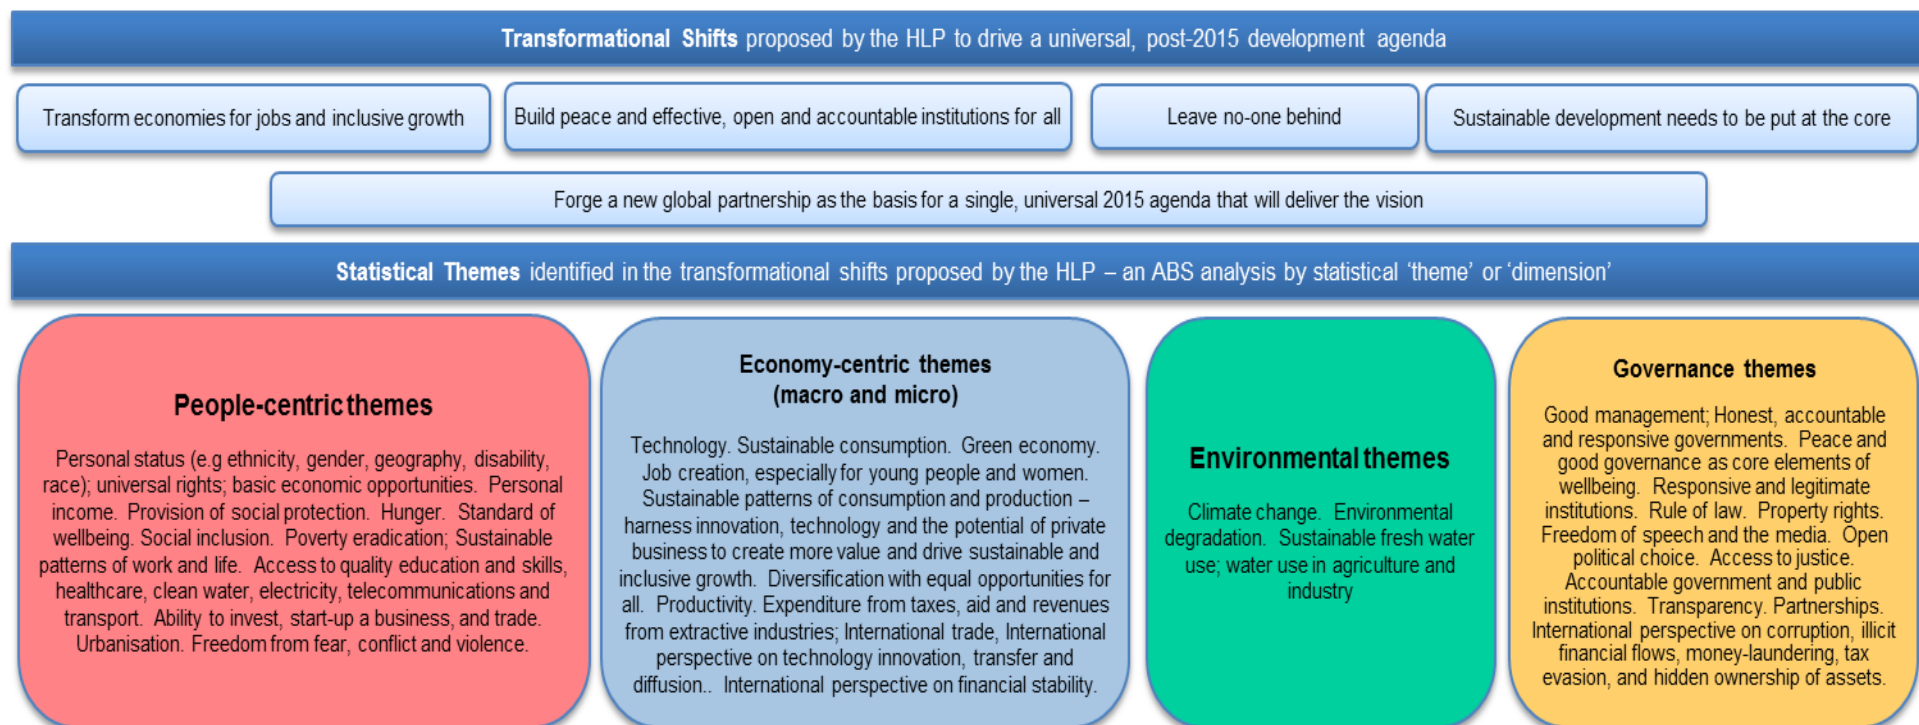 Transformational Shifts proposed by the HLP to drive a universal, post-2015 development agenda
Transform economies for jobs and inclusive growth
Build peace and effective, open and accountable institutions for all
Leave no-one behind
Sustainable development needs to be put at the core
Forge a new global partnership as the basis for a single, universal 2015 agenda that will deliver the vision
Statistical Themes identified in the transformational shifts proposed by the HLP – an ABS analysis by statistical ‘theme’ or ‘dimension’
People-centric themes
Personal status (e.g ethnicity, gender, geography, disability,
race); universal rights; basic economic opportunities. Personal
income. Provision of social protection. Hunger. Standard of
wellbeing. Social inclusion. Poverty eradication; Sustainable
patterns of work and life. Access to quality education and skills,
healthcare, clean water, electricity, telecommunications and
transport. Ability to invest, start-up a business, and trade.
Urbanisation. Freedom from fear, conflict and violence.
Economy-centric themes
(macro and micro)
Technology. Sustainable consumption. Green economy.
Job creation, especially for young people and women.
Sustainable patterns of consumption and production –
harness innovation, technology and the potential of private
business to create more value and drive sustainable and
inclusive growth. Diversification with equal opportunities for
all. Productivity. Expenditure from taxes, aid and revenues
from extractive industries; International trade, International
perspective on technology innovation, transfer and
diffusion.. International perspective on financial stability.
Environmental themes
Climate change. Environmental
degradation. Sustainable fresh water
use; water use in agriculture and
industry
Governance themes
Good management; Honest, accountable
and responsive governments. Peace and
good governance as core elements of
wellbeing. Responsive and legitimate
institutions. Rule of law. Property rights.
Freedom of speech and the media. Open
political choice. Access to justice.
Accountable government and public
institutions. Transparency. Partnerships.
International perspective on corruption, illicit
financial flows, money-laundering, tax
evasion, and hidden ownership of assets.